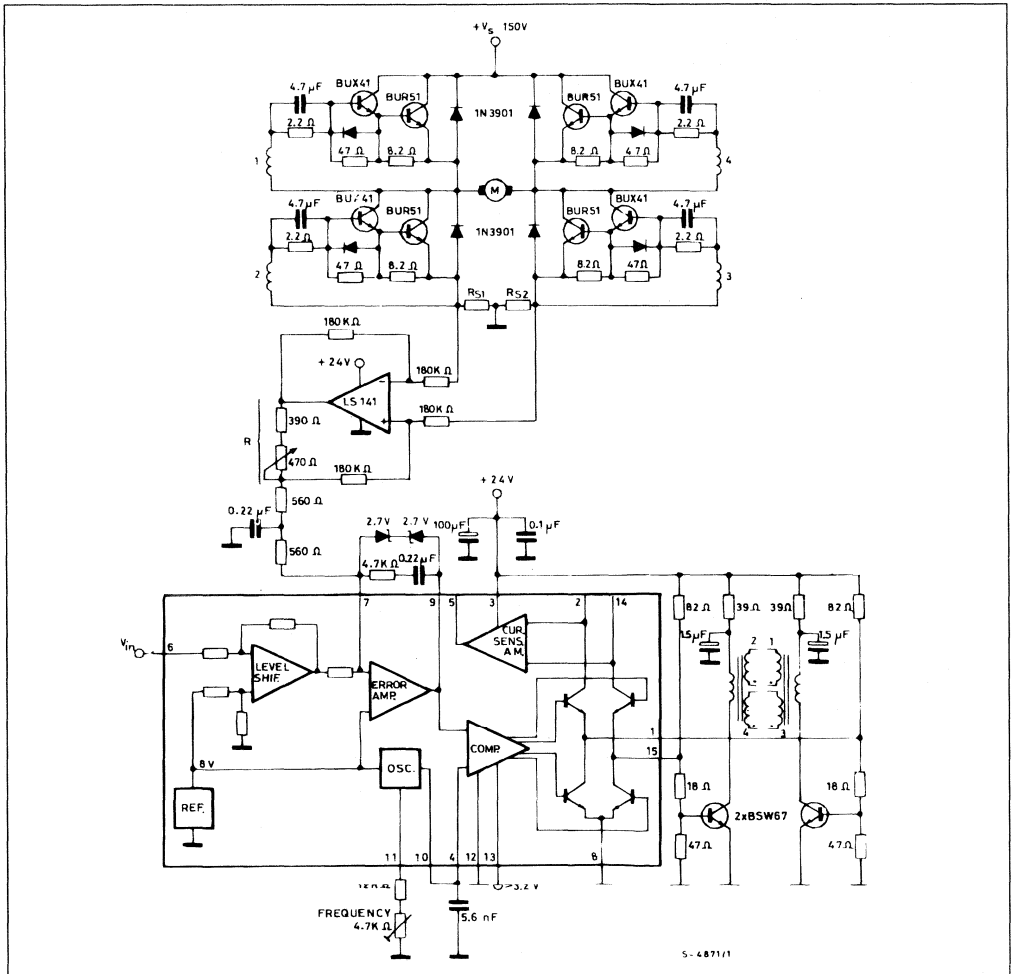 +Vs 150V
4.7µF BUX41 BUR51 1N3901 BUR51 BUX41 4.7µF
2.2Ω 2.2Ω
1 47Ω 8.2Ω 8.2Ω 4.7Ω 4
M
4.7µF BUX41 BUR51 1N3901 BUR51 BUX41 4.7µF
2.2Ω 2.2Ω
2 47Ω 8.2Ω 8.2Ω 47Ω 3
RS1 RS2
180KΩ
+24V
180KΩ
LS141
- +
180KΩ
R
390Ω
470Ω
180KΩ
560Ω
0.22µF
560Ω
2.7V 2.7V
4.7KΩ 0.22µF
+24V
100µF 0.1µF
7 9 5 3 2 14
82Ω 39Ω 39Ω 82Ω
1.5µF 1.5µF
2 1
4 3
Vin 6
LEVEL
SHIF.
ERROR
AMP.
CUR.
SENS.
AM.
COMP.
1
15
8V
OSC.
REF.
18Ω 18Ω
2xBSW67
47Ω 47Ω
11 10 4 12 13 8
>3.2V
FREQUENCY
4.7KΩ
5.6 nF
S-4871/1